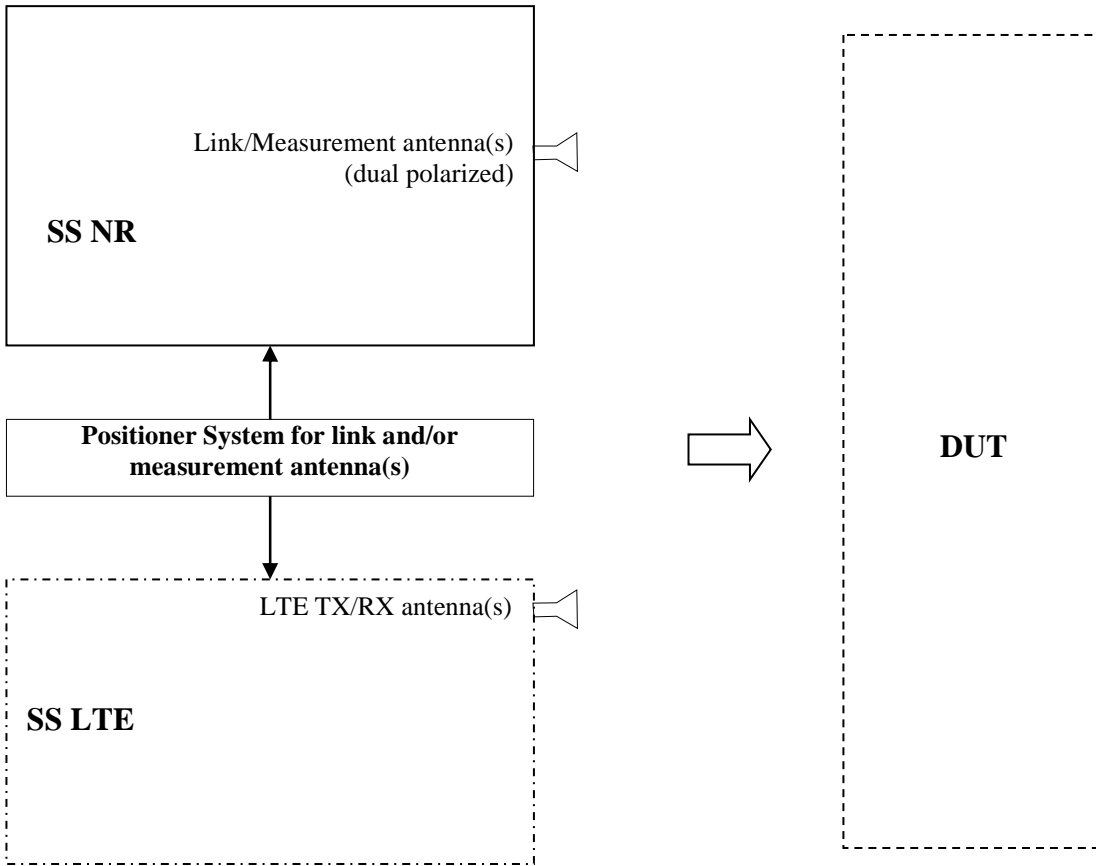 Link/Measurement antenna(s)
(dual polarized)
SS NR
Positioner System for link and/or
measurement antenna(s)
DUT
LTE TX/RX antenna(s)
SS LTE